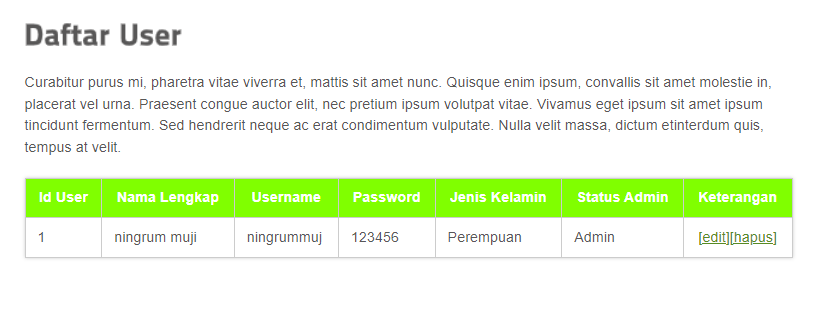 Daftar User
Curabitur purus mi, pharetra vitae viverra et, mattis sit amet nunc. Quisque enim ipsum, convallis sit amet molestie in,
placerat vel urna. Praesent congue auctor elit, nec pretium ipsum volutpat vitae. Vivamus eget ipsum sit amet ipsum
tincidunt fermentum. Sed hendrerit neque ac erat condimentum vulputate. Nulla velit massa, dictum etinterdum quis,
tempus at velit.
Id User Nama Lengkap Username Password Jenis Kelamin Status Admin Keterangan
1 ningrum muji ningrummuj 123456 Perempuan Admin [edit][hapus]